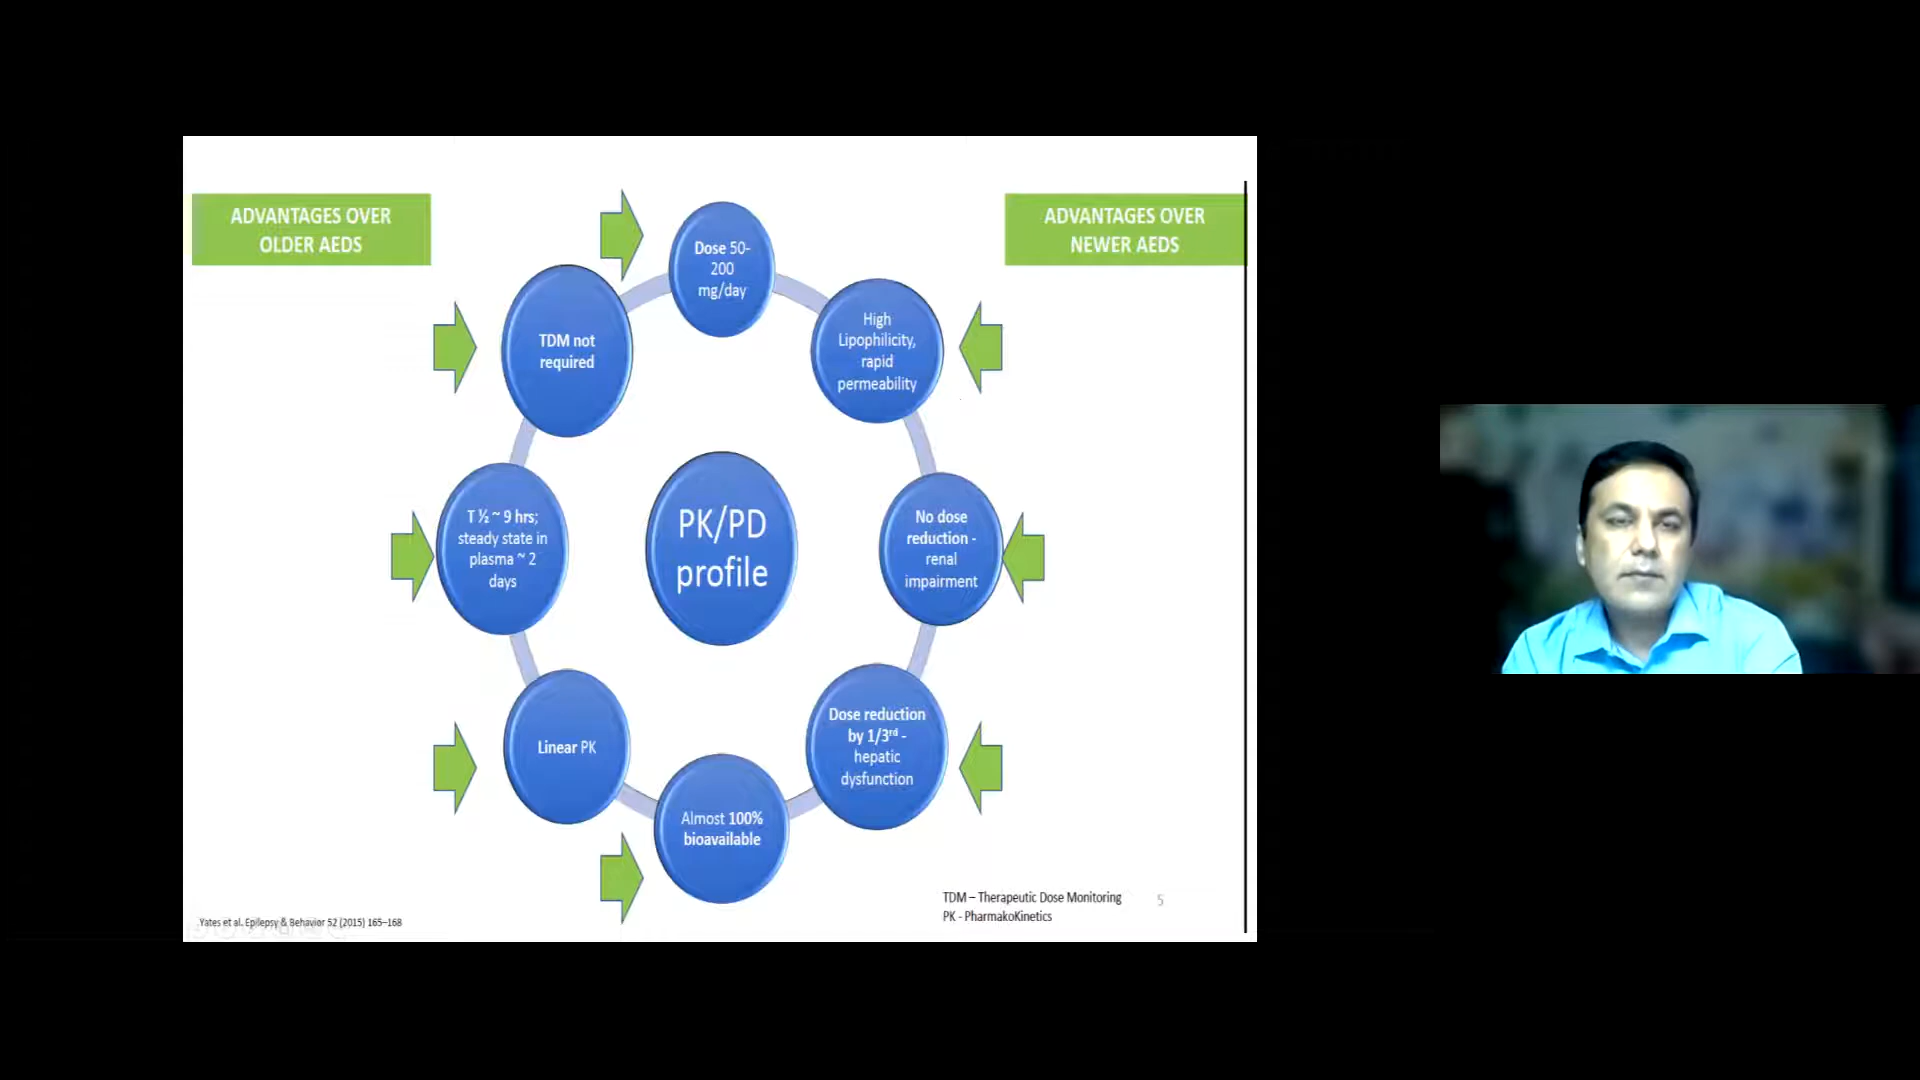 ADVANTAGES OVER
OLDER AEDS
ADVANTAGES OVER
NEWER AEDS
Dose 50-
200
mg/day
High
Lipophilicity,
rapid
permeability
No dose
reduction -
renal
impairment
Dose reduction
by 1/3rd -
hepatic
dysfunction
Almost 100%
bioavailable
Linear PK
T ½ ~ 9 hrs;
steady state in
plasma ~ 2
days
TDM not
required
PK/PD
profile
TDM – Therapeutic Dose Monitoring
PK - PharmakoKinetics
5
Yates et al. Epilepsy & Behavior 52 (2015) 165–168